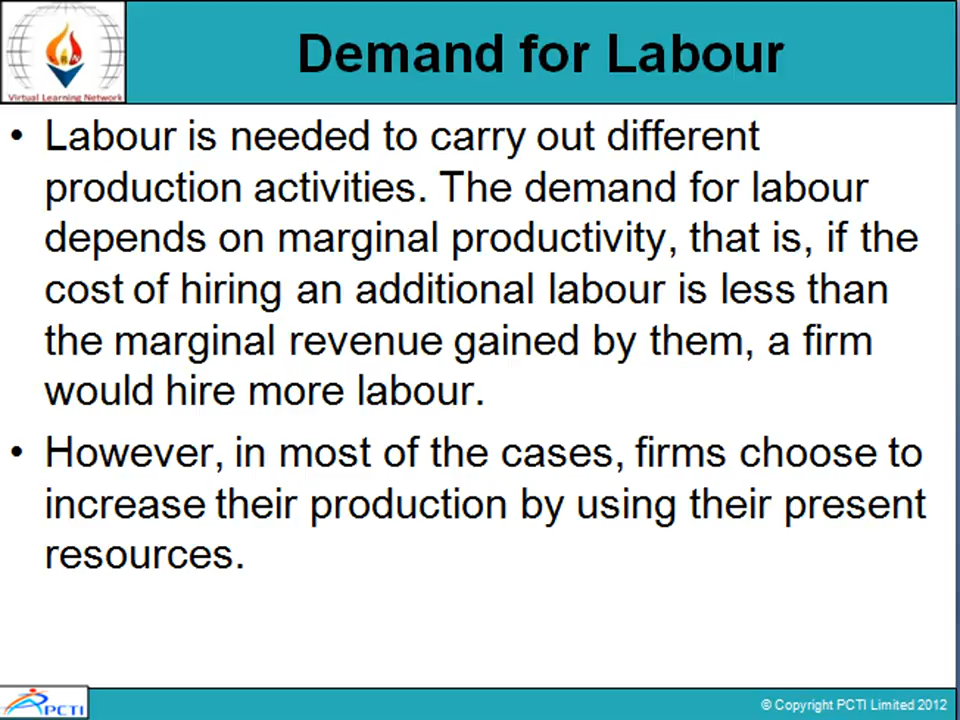 Virtual Learning Network
Demand for Labour
• Labour is needed to carry out different
production activities. The demand for labour
depends on marginal productivity, that is, if the
cost of hiring an additional labour is less than
the marginal revenue gained by them, a firm
would hire more labour.
• However, in most of the cases, firms choose to
increase their production by using their present
resources.
PCTI
© Copyright PCTI Limited 2012